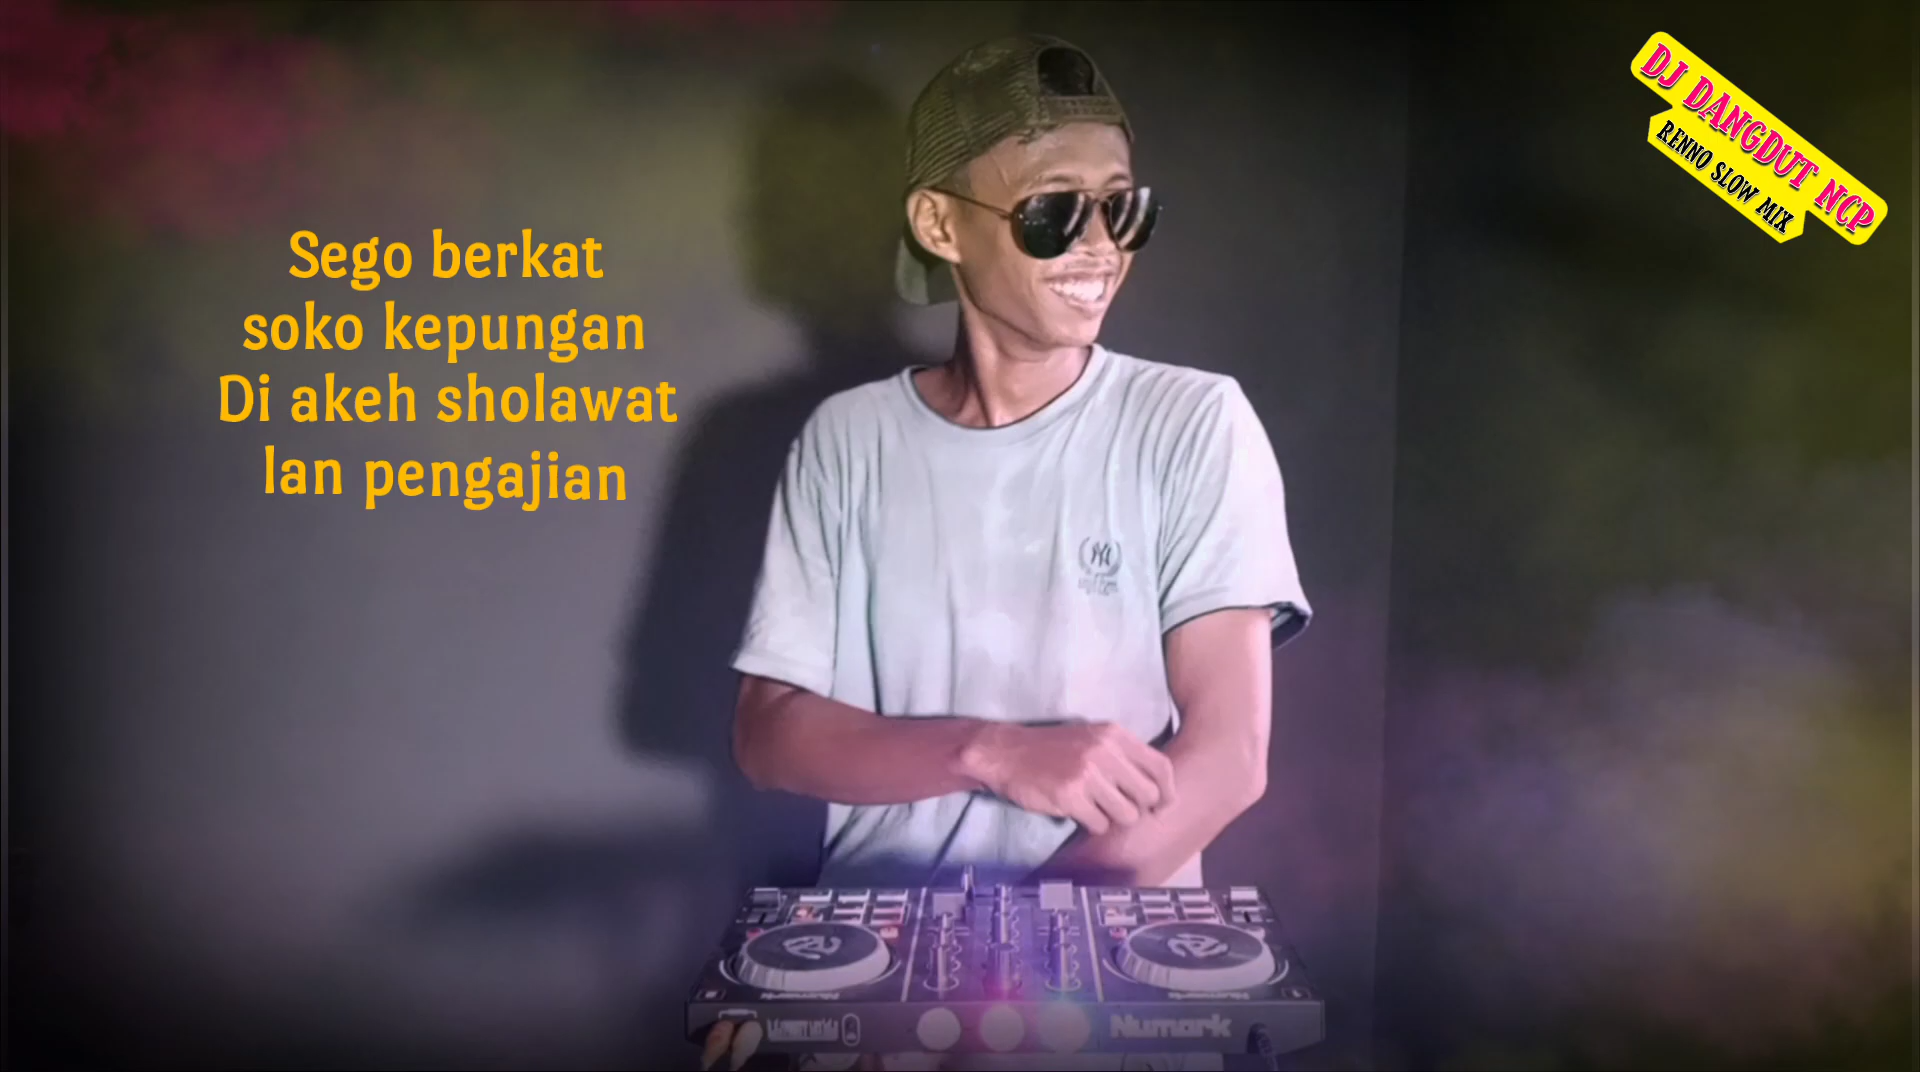 DJ DANGDUT NCP
RENNO SLOW MIX
Sego berkat
soko kepungan
Di akeh sholawat
lan pengajian
Numark